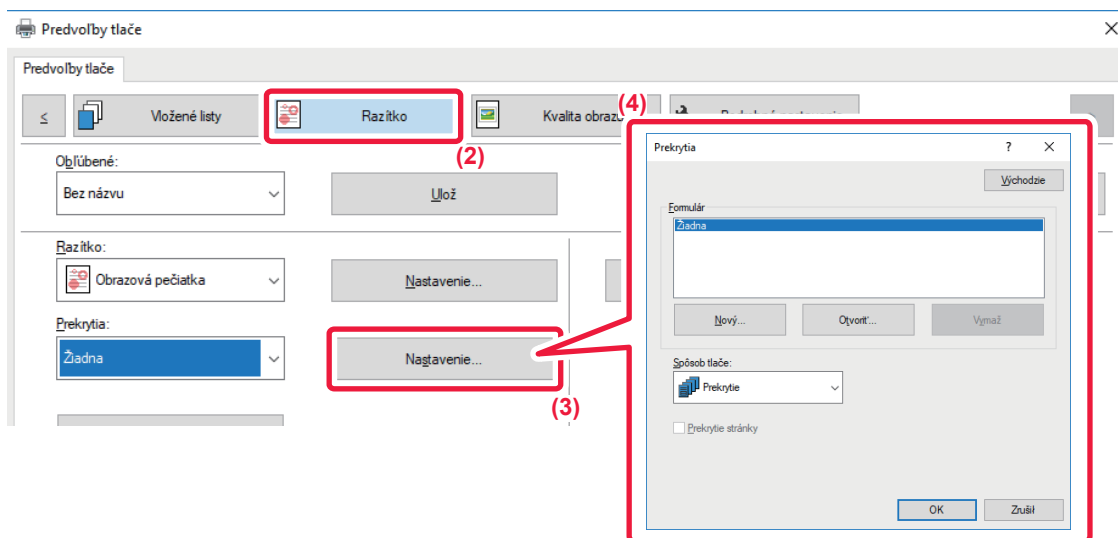 Predvoľby tlače
Predvoľby tlače
<
Vložené listy
Razítko
Kvalita
(4)
(2)
Obľúbené:
Bez názvu
Ulož
Razítko:
Obrazová pečiatka
Nastavenie...
Prekrytia:
Žiadna
Nastavenie...
(3)
Prekrytia
?
Východzie
Formulár
Žiadna
Nový...
Otvoriť...
Vymaž
Spôsob tlače:
Prekrytie
Prekrytie stránky
OK
Zrušiť